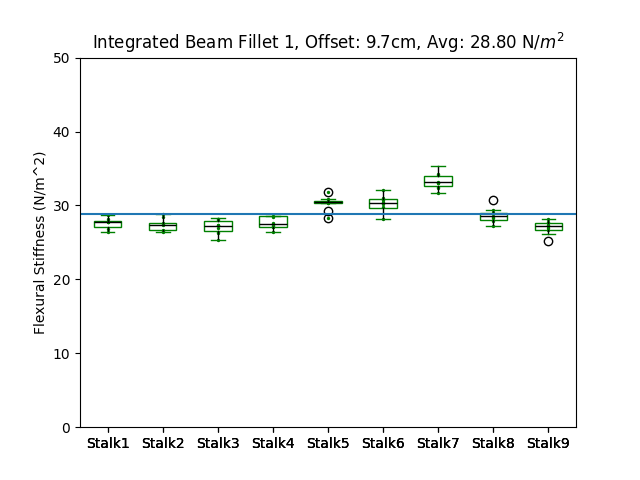 Integrated Beam Fillet 1, Offset: 9.7cm, Avg: 28.80 N/m²
Flexural Stiffness (N/m^2)
50
40
30
20
10
0
Stalk1 Stalk2 Stalk3 Stalk4 Stalk5 Stalk6 Stalk7 Stalk8 Stalk9